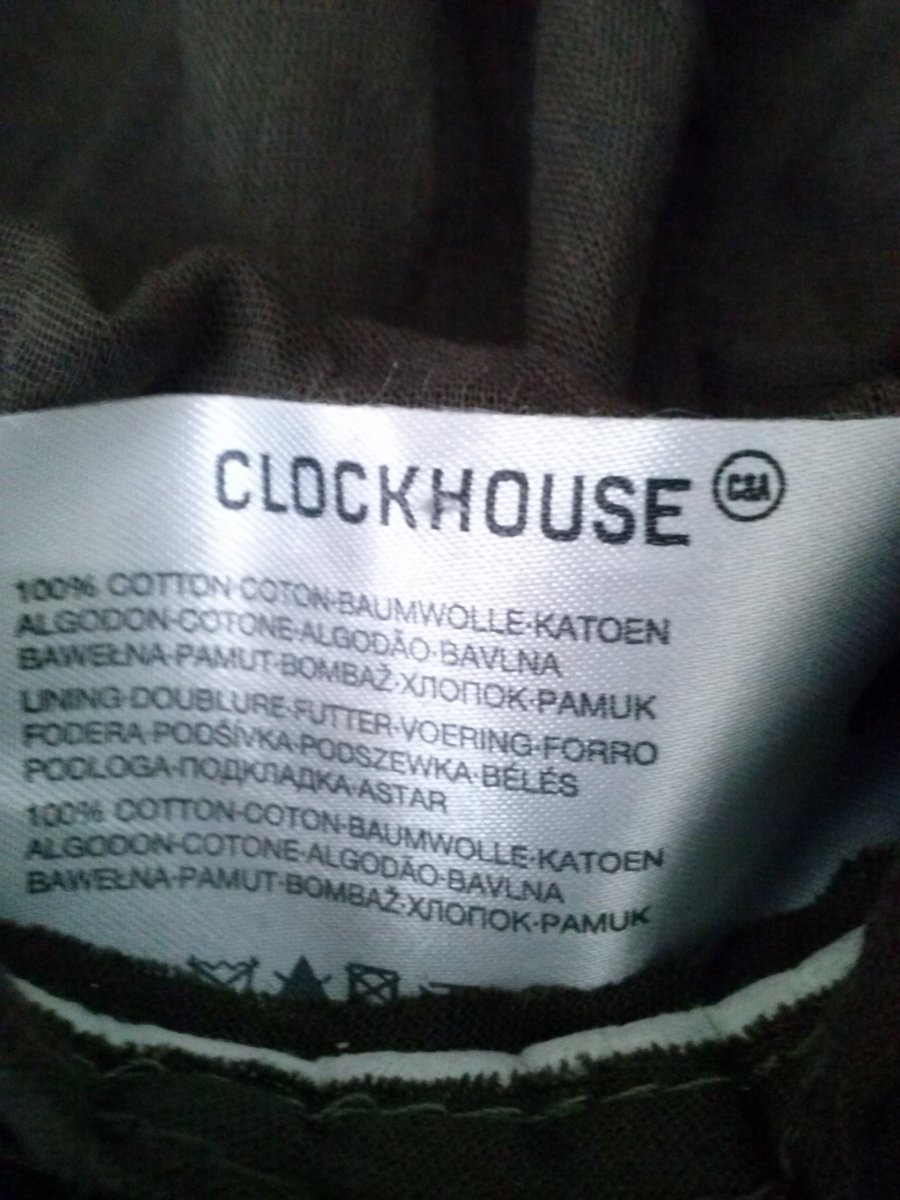 CLOCKHOUSE C&A
100% COTTON·COTON·BAUMWOLLE·KATOEN
ALGODON·COTONE·ALGODÃO·BAVLNA
BAWEŁNA·PAMUT·BOMBAŽ·ХЛОПОК·PAMUK
LINING·DOUBLURE·FUTTER·VOERING·FORRO
FODERA·PODŠÍVKA·PODSZEWKA·BÉLÉS
PODLOGA·ПОДКЛАДКА·ASTAR
100% COTTON·COTON·BAUMWOLLE·KATOEN
ALGODON·COTONE·ALGODÃO·BAVLNA
BAWEŁNA·PAMUT·BOMBAŽ·ХЛОПОК·PAMUK